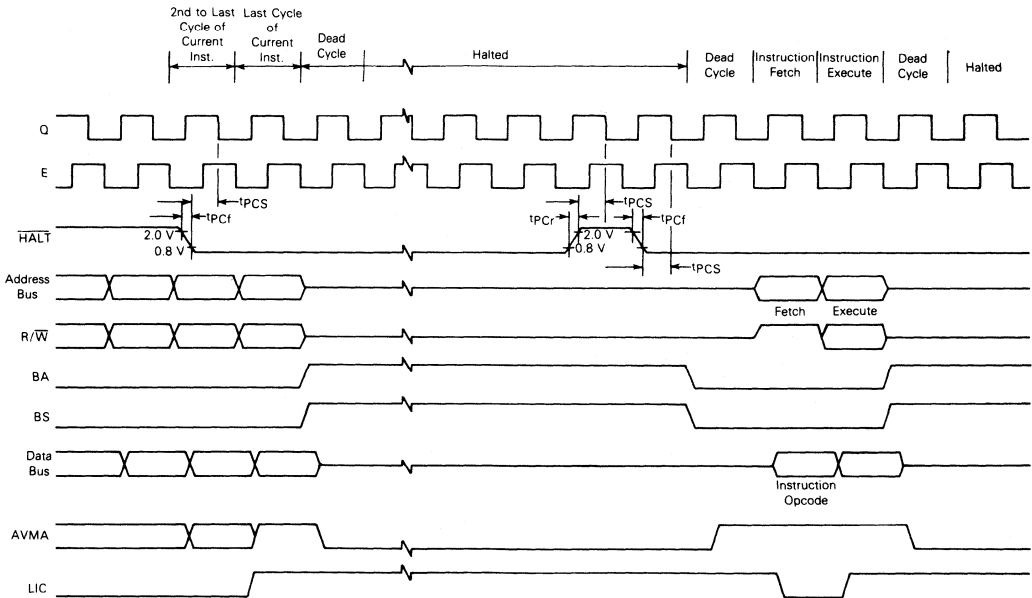 2nd to Last
Cycle of
Current
Inst.
Last Cycle
of
Current
Inst.
Dead
Cycle
Halted
Dead
Cycle
Instruction
Fetch
Instruction
Execute
Dead
Cycle
Halted
Q
E
tPCS
tPCf
HALT
2.0 V
0.8 V
tPCr
tPCS
tPCf
2.0 V
0.8 V
tPCS
Address
Bus
Fetch
Execute
R/W
BA
BS
Data
Bus
Instruction
Opcode
AVMA
LIC